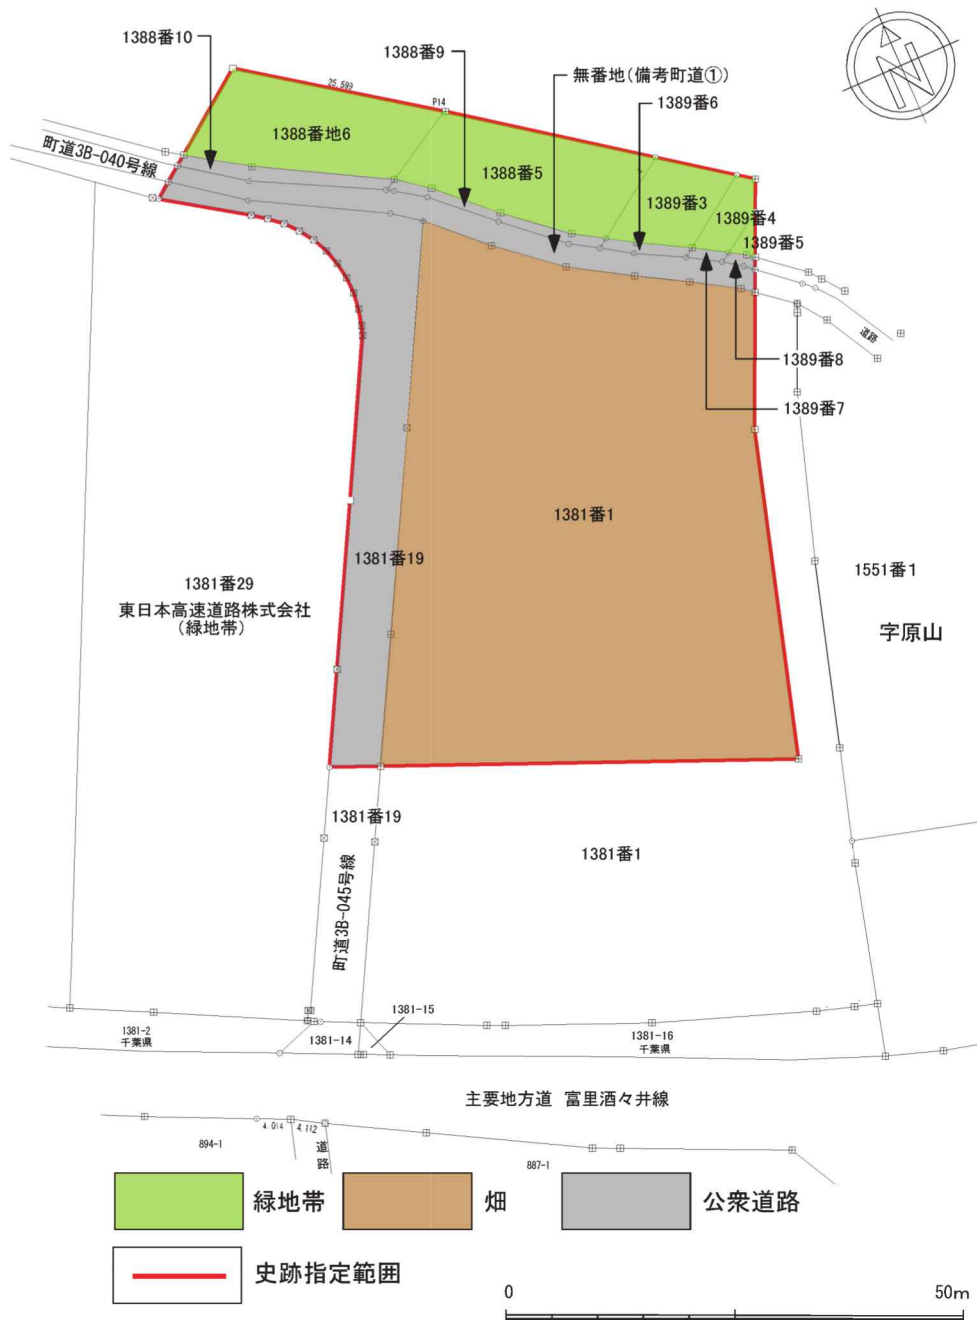 1388番10
1388番9
無番地(備考町道①)
1389番6
N
25.599
P14
1388番地6
町道3B-040号線
1388番5
1389番3
1389番4
1389番5
道路
1389番8
1389番7
1381番1
1381番19
1381番29
東日本高速道路株式会社
(緑地帯)
1551番1
字原山
1381番19
1381番1
町道3B-045号線
1381-2
千葉県
1381-14
1381-15
1381-16
千葉県
主要地方道 富里酒々井線
894-1
4.014
4.112
道路
887-1
緑地帯
畑
公衆道路
史跡指定範囲
0
50m